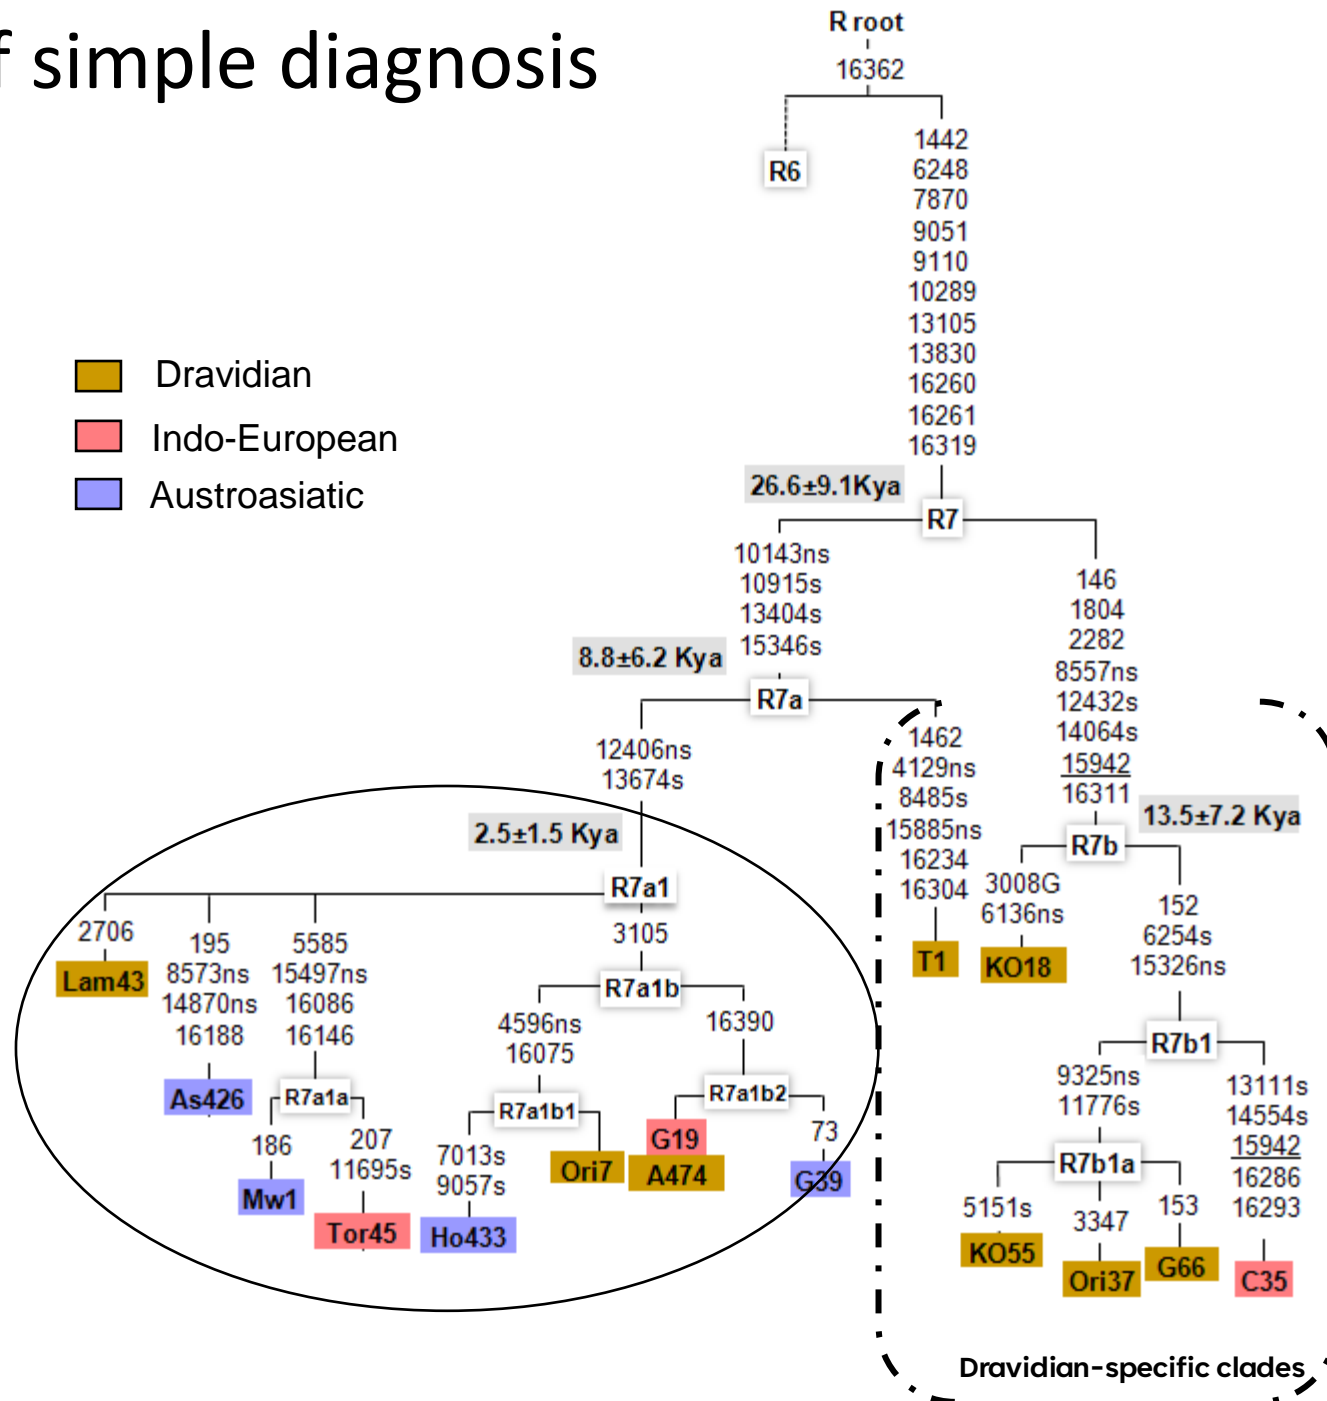 f simple diagnosis
R root
16362
R6
1442
6248
7870
9051
9110
10289
13105
13830
16260
16261
16319
Dravidian
Indo-European
Austroasiatic
26.6±9.1Kya
R7
10143ns
10915s
13404s
15346s
8.8±6.2 Kya
R7a
146
1804
2282
8557ns
12432s
14064s
15942
16311
13.5±7.2 Kya
R7b
12406ns
13674s
2.5±1.5 Kya
R7a1
1462
4129ns
8485s
15885ns
16234
16304
T1
3008G
6136ns
KO18
152
6254s
15326ns
R7b1
2706
Lam43
195
8573ns
14870ns
16188
As426
5585
15497ns
16086
16146
R7a1a
186
Mw1
207
11695s
Tor45
3105
R7a1b
4596ns
16075
R7a1b1
7013s
9057s
Ho433
Ori7
16390
R7a1b2
G19
A474
73
G39
9325ns
11776s
R7b1a
5151s
KO55
3347
Ori37
153
G66
13111s
14554s
15942
16286
16293
C35
Dravidian-specific clades